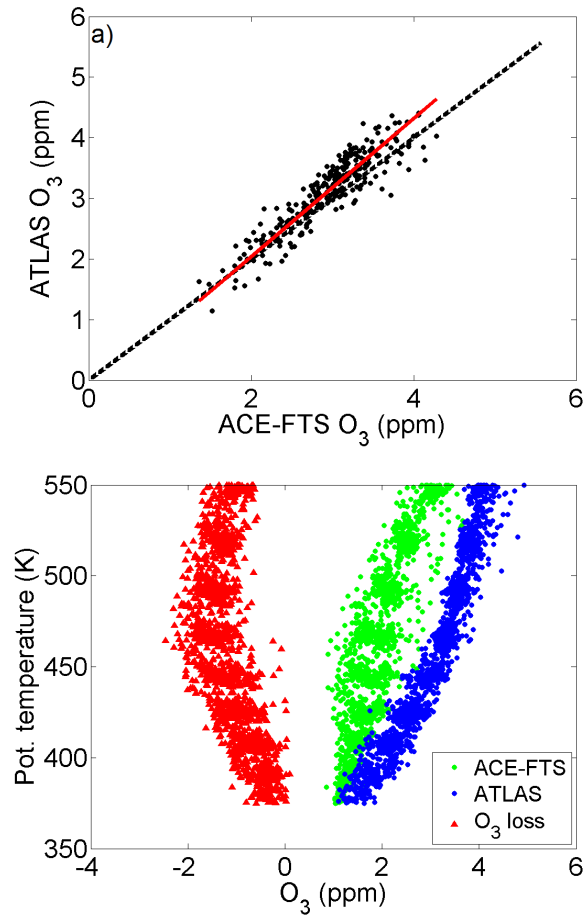 a)
6
5
4
3
2
1
0
ATLAS O3 (ppm)
0 2 4 6
ACE-FTS O3 (ppm)
550
500
450
400
350
Pot. temperature (K)
ACE-FTS
ATLAS
O3 loss
-4 -2 0 2 4 6
O3 (ppm)